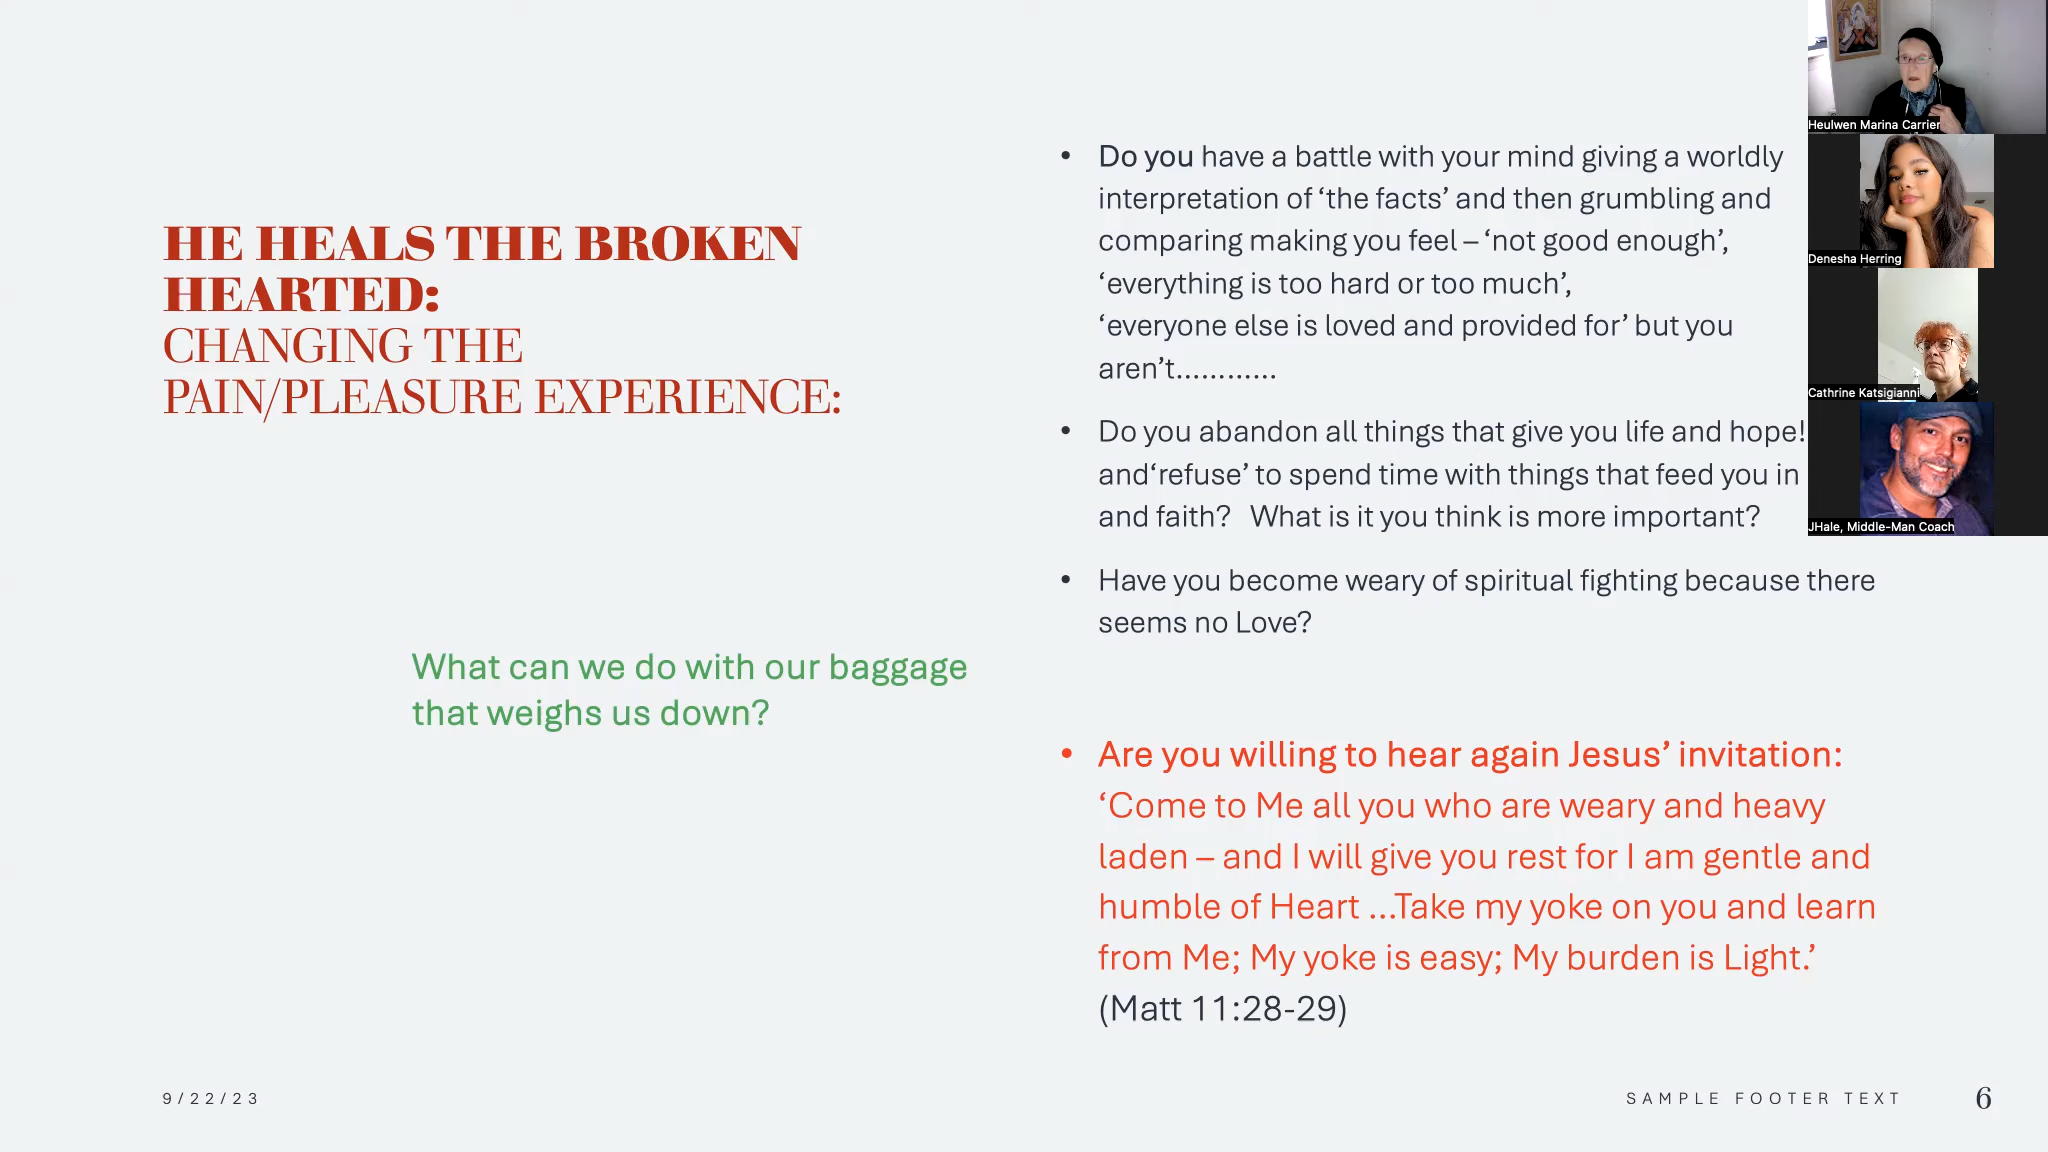 HE HEALS THE BROKEN
HEARTED:
CHANGING THE
PAIN/PLEASURE EXPERIENCE:
What can we do with our baggage
that weighs us down?
• Do you have a battle with your mind giving a worldly
interpretation of ‘the facts’ and then grumbling and
comparing making you feel – ‘not good enough’,
‘everything is too hard or too much’,
‘everyone else is loved and provided for’ but you
aren’t…………
• Do you abandon all things that give you life and hope!
and‘refuse’ to spend time with things that feed you in
and faith?   What is it you think is more important?
• Have you become weary of spiritual fighting because there
seems no Love?
• Are you willing to hear again Jesus’ invitation:
‘Come to Me all you who are weary and heavy
laden – and I will give you rest for I am gentle and
humble of Heart …Take my yoke on you and learn
from Me; My yoke is easy; My burden is Light.’
(Matt 11:28-29)
Heulwen Marina Carrier
Denesha Herring
Cathrine Katsigianni
JHale, Middle-Man Coach
9/22/23
SAMPLE FOOTER TEXT
6